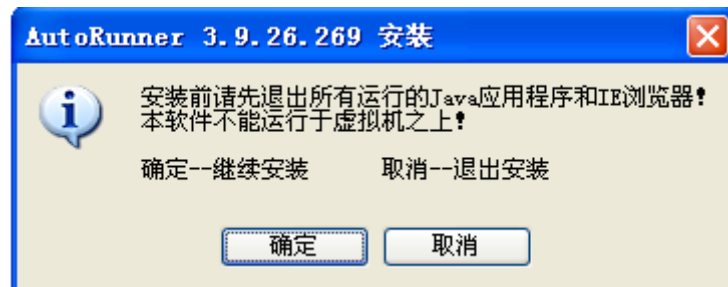 AutoRunner 3.9.26.269 安装
安装前请先退出所有运行的Java应用程序和IE浏览器!
本软件不能运行于虚拟机之上!
确定--继续安装 取消--退出安装
确定 取消